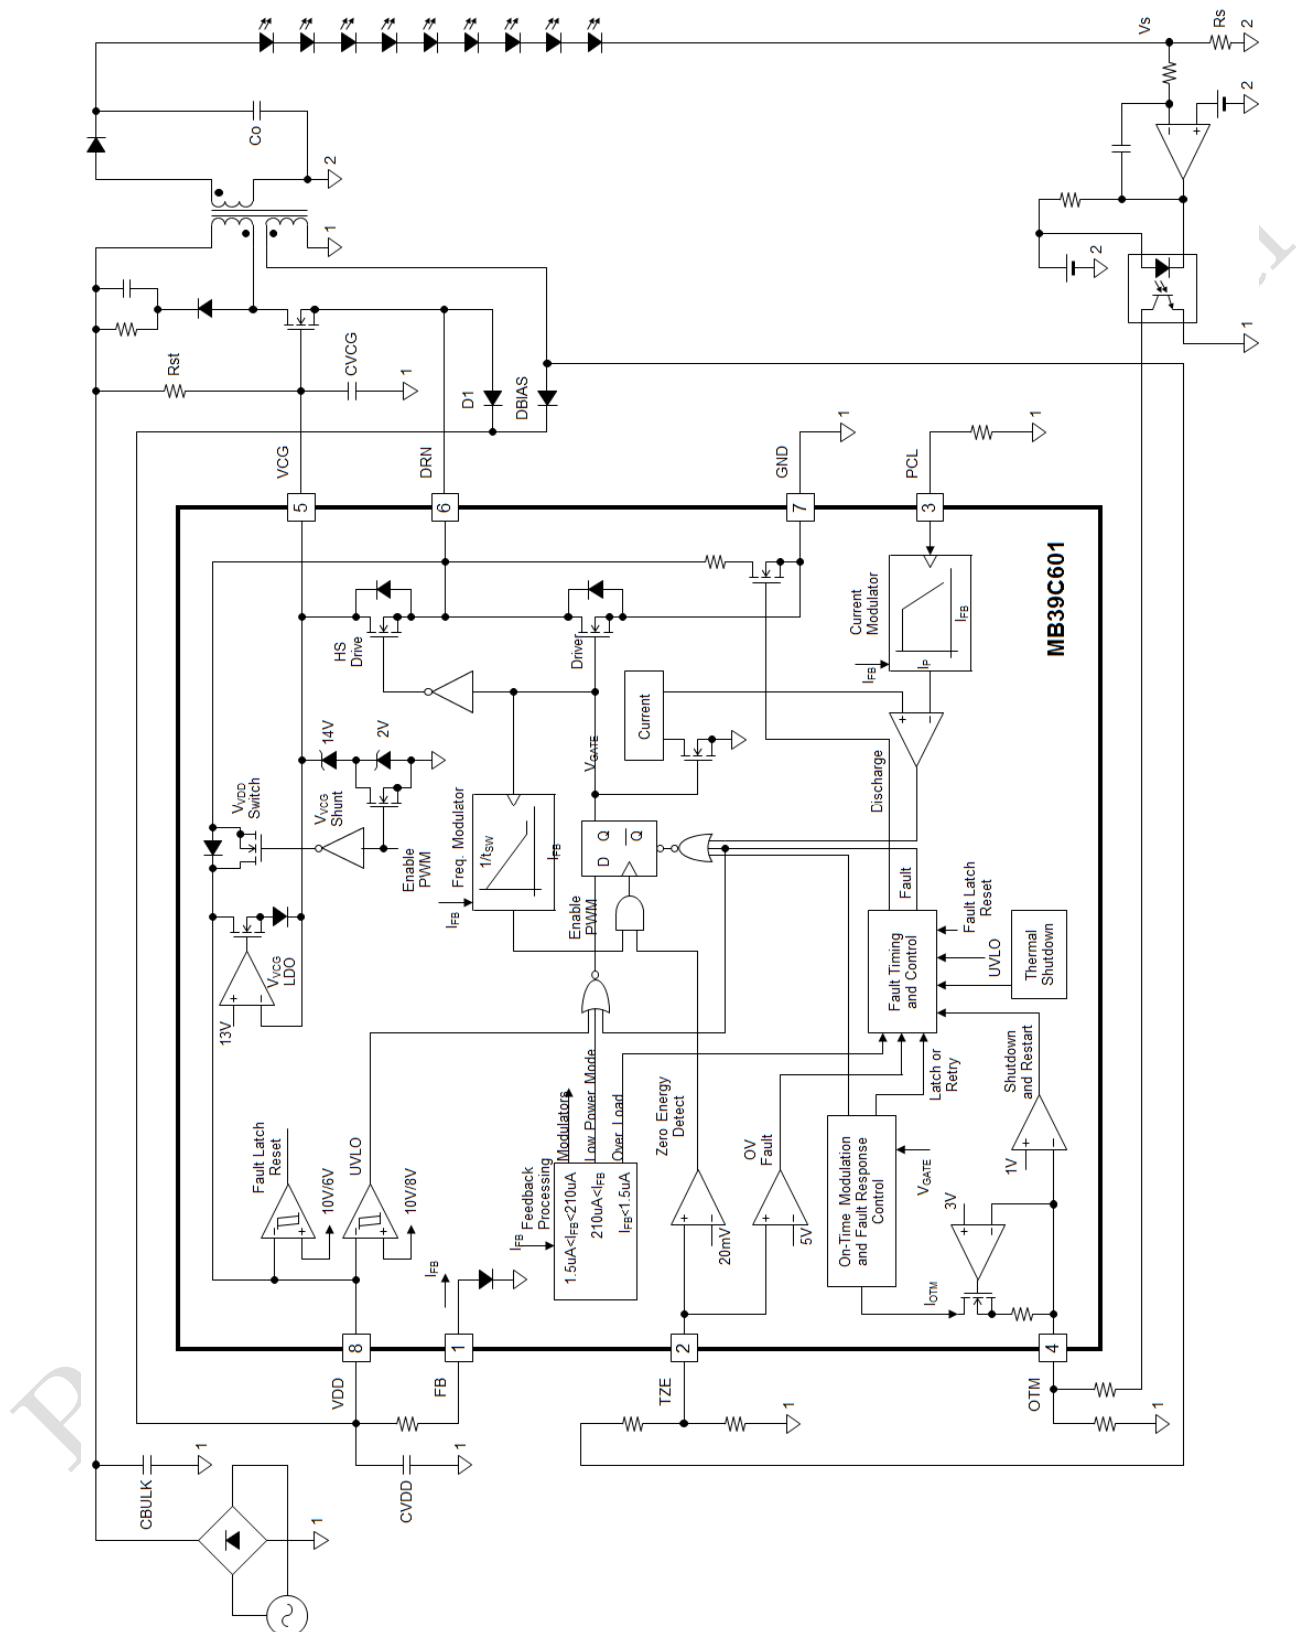 Vs
Rs
2
2
Co
2
1
2
1
Rst
CVCG
1
D1
DBIAS
VCG
DRN
GND
1
PCL
1
5
6
7
3
HS
Drive
Driver
Current
Modulator
IFB
IP
IFB
MB39C601
VVDD
Switch
VVCG
Shunt
14V
2V
Enable
PWM
VVCG
LDO
13V
Freq. Modulator
1/tSW
IFB
IFB
VGATE
Current
Discharge
D
Q
Q
Enable
PWM
Fault
Fault Timing
and Control
Fault Latch
Reset
UVLO
Thermal
Shutdown
Fault Latch
Reset
10V/6V
UVLO
10V/8V
IFB Feedback
Processing
1.5uA<IFB<210uA
210uA<IFB
IFB<1.5uA
Modulators
Low Power Mode
Over Load
IFB
Zero Energy
Detect
20mV
OV
Fault
5V
On-Time Modulation
and Fault Response
Control
Latch or
Retry
VGATE
IOTM
3V
1V
Shutdown
and Restart
8
1
2
4
VDD
FB
TZE
OTM
1
1
CBULK
1
CVDD
1
1